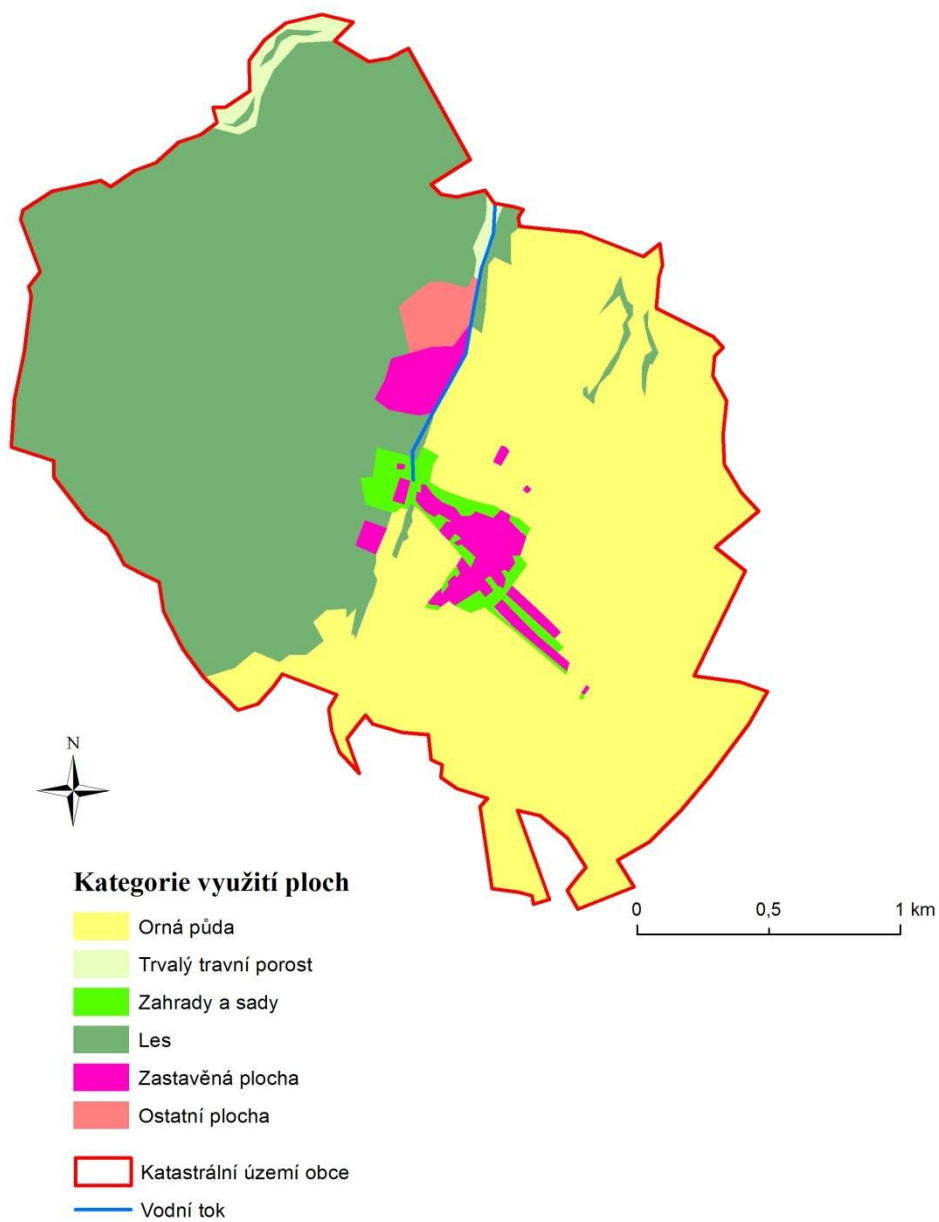 N
Kategorie využití ploch
Orná půda
Trvalý travní porost
Zahrady a sady
Les
Zastavěná plocha
Ostatní plocha
Katastrální území obce
Vodní tok
0 0,5 1 km